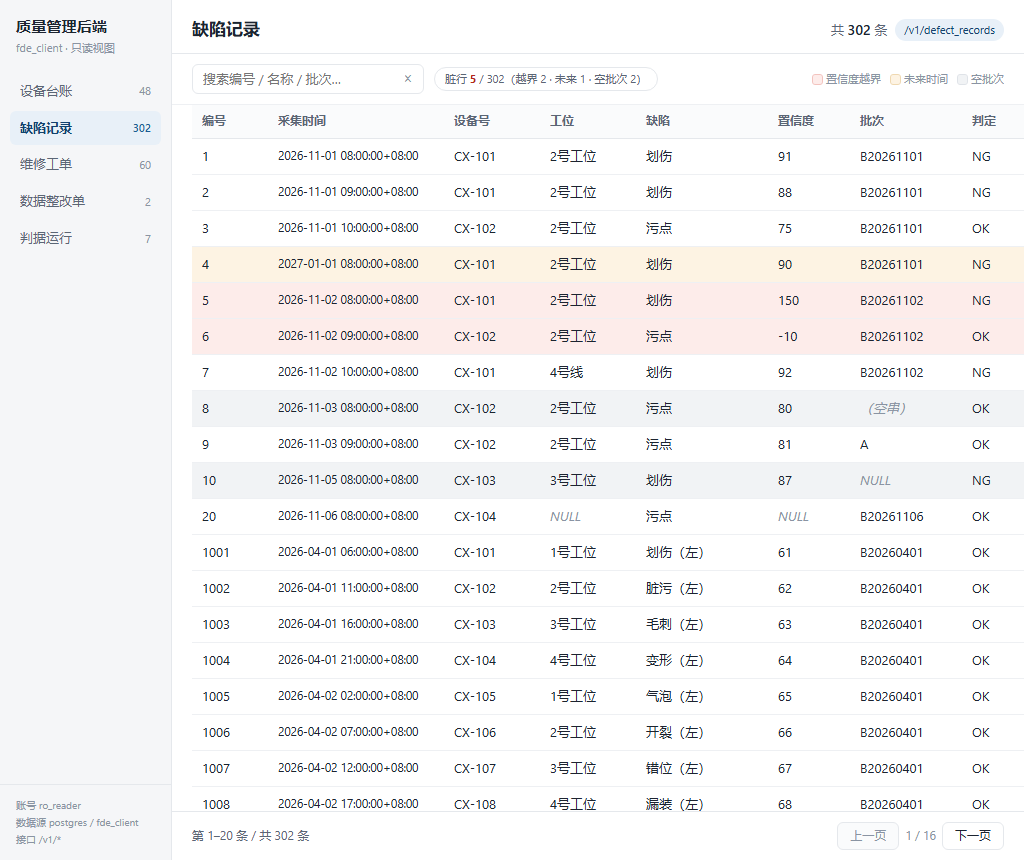 质量管理后端
fde_client · 只读视图
设备台账 48
缺陷记录 302
维修工单 60
数据整改单 2
判据运行 7
账号 ro_reader
数据源 postgres / fde_client
接口 /v1/*
缺陷记录
共 302 条 /v1/defect_records
搜索编号 / 名称 / 批次... ×
脏行 5 / 302（越界 2 · 未来 1 · 空批次 2）
置信度越界 未来时间 空批次
编号 采集时间 设备号 工位 缺陷 置信度 批次 判定
1 2026-11-01 08:00:00+08:00 CX-101 2号工位 划伤 91 B20261101 NG
2 2026-11-01 09:00:00+08:00 CX-101 2号工位 划伤 88 B20261101 NG
3 2026-11-01 10:00:00+08:00 CX-102 2号工位 污点 75 B20261101 OK
4 2027-01-01 08:00:00+08:00 CX-101 2号工位 划伤 90 B20261101 NG
5 2026-11-02 08:00:00+08:00 CX-101 2号工位 划伤 150 B20261102 NG
6 2026-11-02 09:00:00+08:00 CX-102 2号工位 污点 -10 B20261102 OK
7 2026-11-02 10:00:00+08:00 CX-101 4号线 划伤 92 B20261102 NG
8 2026-11-03 08:00:00+08:00 CX-102 2号工位 污点 80 （空串） OK
9 2026-11-03 09:00:00+08:00 CX-102 2号工位 污点 81 A OK
10 2026-11-05 08:00:00+08:00 CX-103 3号工位 划伤 87 NULL NG
20 2026-11-06 08:00:00+08:00 CX-104 NULL 污点 NULL B20261106 OK
1001 2026-04-01 06:00:00+08:00 CX-101 1号工位 划伤（左） 61 B20260401 OK
1002 2026-04-01 11:00:00+08:00 CX-102 2号工位 脏污（左） 62 B20260401 OK
1003 2026-04-01 16:00:00+08:00 CX-103 3号工位 毛刺（左） 63 B20260401 OK
1004 2026-04-01 21:00:00+08:00 CX-104 4号工位 变形（左） 64 B20260401 OK
1005 2026-04-02 02:00:00+08:00 CX-105 1号工位 气泡（左） 65 B20260401 OK
1006 2026-04-02 07:00:00+08:00 CX-106 2号工位 开裂（左） 66 B20260401 OK
1007 2026-04-02 12:00:00+08:00 CX-107 3号工位 错位（左） 67 B20260401 OK
1008 2026-04-02 17:00:00+08:00 CX-108 4号工位 漏装（左） 68 B20260401 OK
第 1–20 条 / 共 302 条 上一页 1 / 16 下一页